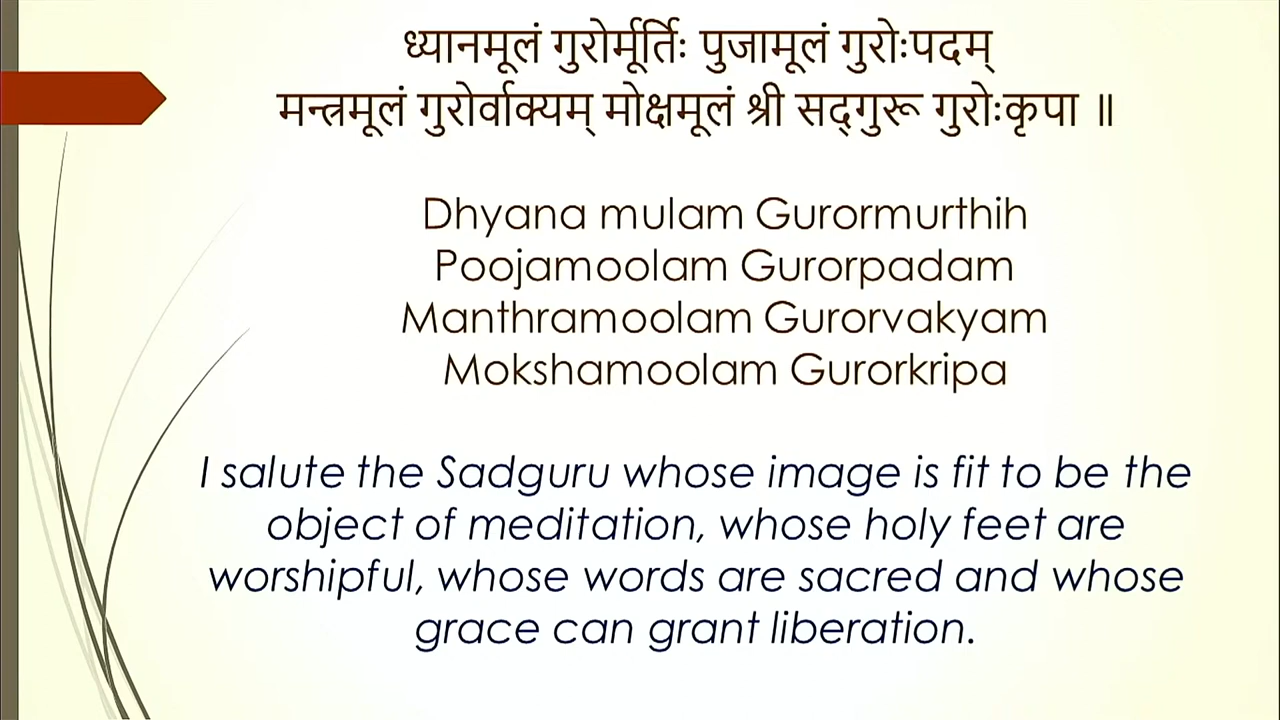 ध्यानमूलं गुरोर्मूर्तिः पुजामूलं गुरोःपदम्
मन्त्रमूलं गुरोर्वाक्यम् मोक्षमूलं श्री सद्‌गुरू गुरोःकृपा ॥
Dhyana mulam Gurormurthih
Poojamoolam Gurorpadam
Manthramoolam Gurorvakyam
Mokshamoolam Gurorkripa
I salute the Sadguru whose image is fit to be the
object of meditation, whose holy feet are
worshipful, whose words are sacred and whose
grace can grant liberation.